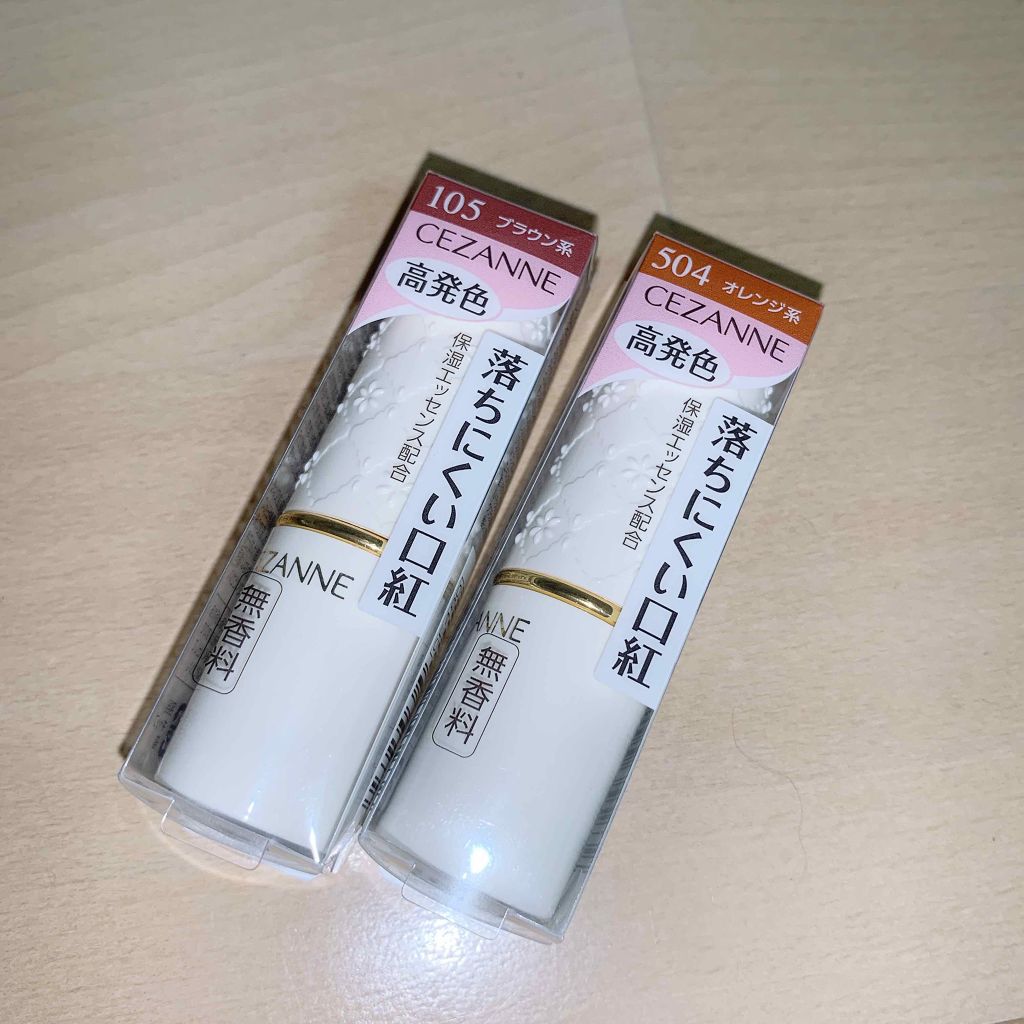 105 ブラウン系
CEZANNE
高発色
保湿エッセンス配合
落ちにくい口紅
CEZANNE
無香料
504 オレンジ系
CEZANNE
高発色
保湿エッセンス配合
落ちにくい口紅
ANNE
無香料